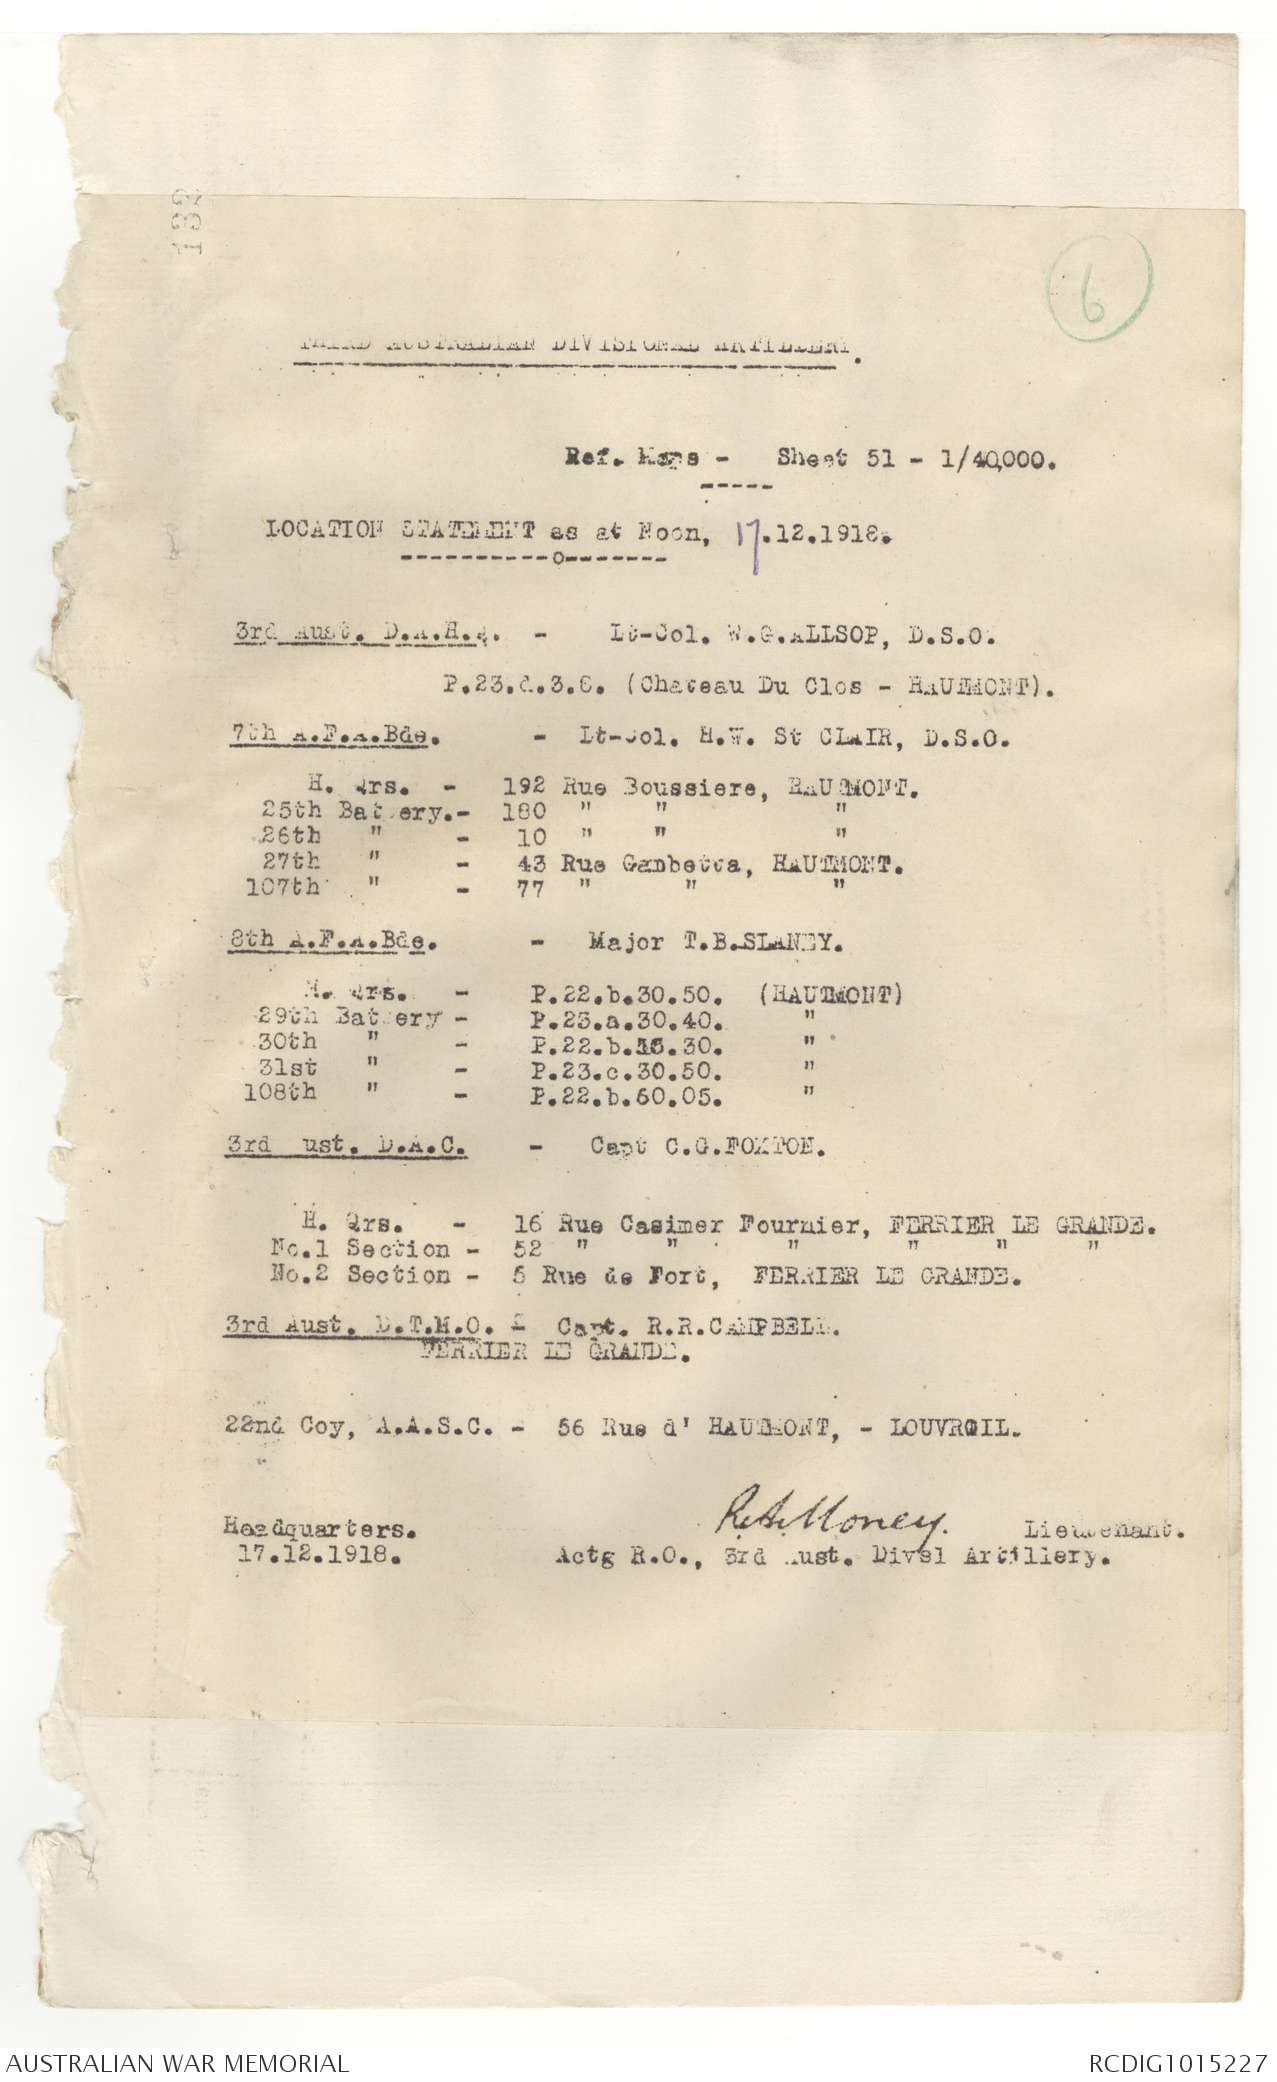 132
6
THIRD AUSTRALIAN DIVISIONAL ARTILLERY.
Ref. Maps - Sheet 51 - 1/40,000.
LOCATION STATEMENT as at Noon, 17.12.1918.
3rd Aust. D.A.H.Q. - Lt-Col. W.G.ALLSOP, D.S.O.
P.23.d.3.8. (Chateau Du Clos - HAUTMONT).
7th A.F.A.Bde. - Lt-Col. H.W. St CLAIR, D.S.O.
H. Qrs. - 192 Rue Boussiere, HAUTMONT.
25th Battery.- 180 " " "
26th " - 10 " " "
27th " - 43 Rue Gambetta, HAUTMONT.
107th " - 77 " " "
8th A.F.A.Bde. - Major T.B.SLANEY.
H. Qrs. - P.22.b.30.50. (HAUTMONT)
29th Battery - P.23.a.30.40. "
30th " - P.22.b.35.30. "
31st " - P.23.c.30.50. "
108th " - P.22.b.60.05. "
3rd ust. D.A.C. - Capt C.G.FOXTON.
H. Qrs. - 16 Rue Casimer Fournier, FERRIER LE GRANDE.
No.1 Section - 52 " " " " " "
No.2 Section - 5 Rue de Fort, FERRIER LE GRANDE.
3rd Aust. D.T.M.O. - Capt. R.R.CAMPBELL.
FERRIER LE GRANDE.
22nd Coy, A.A.S.C. - 56 Rue d' HAUTMONT, - LOUVROIL.
Headquarters. Money. Lieutenant.
17.12.1918. Actg R.O., 3rd Aust. Divel Artillery.
AUSTRALIAN WAR MEMORIAL RCDIG1015227